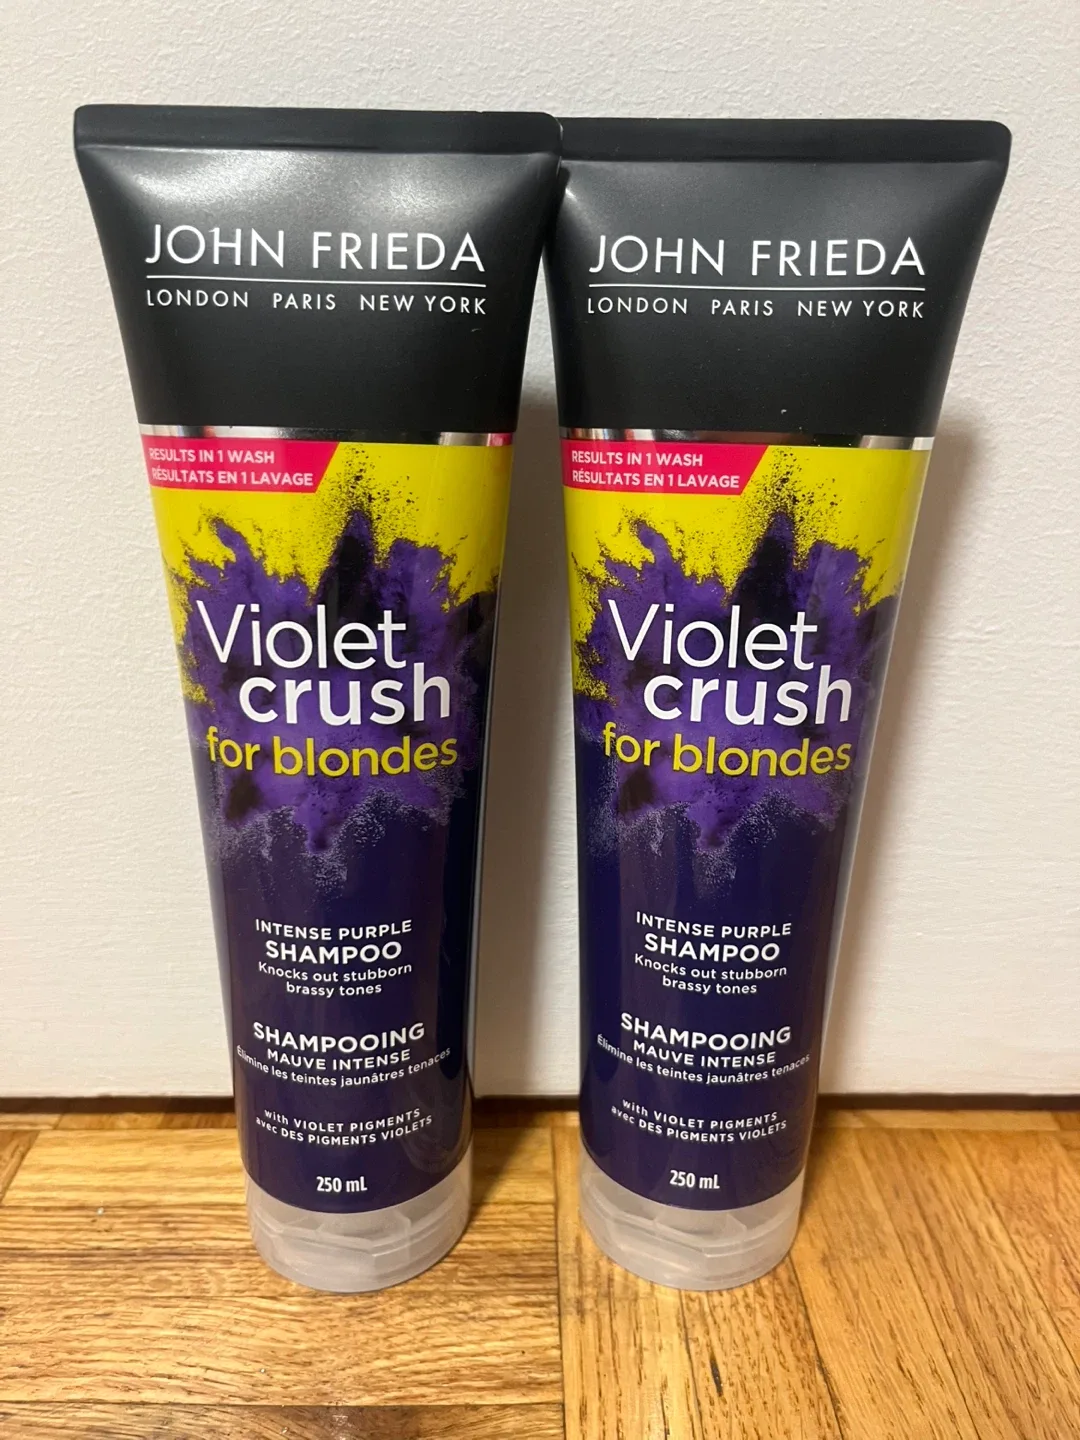 JOHN FRIEDA
LONDON PARIS NEW YORK
RESULTS IN 1 WASH
RÉSULTATS EN 1 LAVAGE
Violet
crush
for blondes
INTENSE PURPLE
SHAMPOO
Knocks out stubborn
brassy tones
SHAMPOOING
MAUVE INTENSE
Élimine les teintes jaunâtres tenaces
with VIOLET PIGMENTS
avec DES PIGMENTS VIOLETS
250 mL
JOHN FRIEDA
LONDON PARIS NEW YORK
RESULTS IN 1 WASH
RÉSULTATS EN 1 LAVAGE
Violet
crush
for blondes
INTENSE PURPLE
SHAMPOO
Knocks out stubborn
brassy tones
SHAMPOOING
MAUVE INTENSE
Élimine les teintes jaunâtres tenaces
with VIOLET PIGMENTS
avec DES PIGMENTS VIOLETS
250 mL